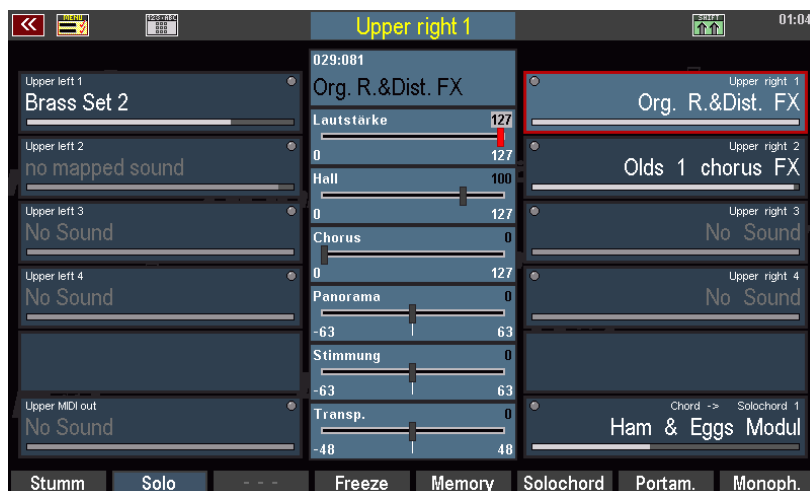 MENU
123·ABC
Upper right 1
SHIFT
01:04
Upper left 1
Brass Set 2
Upper left 2
no mapped sound
Upper left 3
No Sound
Upper left 4
No Sound
Upper MIDI out
No Sound
029:081
Org. R.&Dist. FX
Lautstärke 127
0 127
Hall 100
0 127
Chorus 0
0 127
Panorama 0
-63 63
Stimmung 0
-63 63
Transp. 0
-48 48
Upper right 1
Org. R.&Dist. FX
Upper right 2
Olds 1 chorus FX
Upper right 3
No Sound
Upper right 4
No Sound
Chord -> Solochord 1
Ham & Eggs Modul
Stumm Solo - - - Freeze Memory Solochord Portam. Monoph.